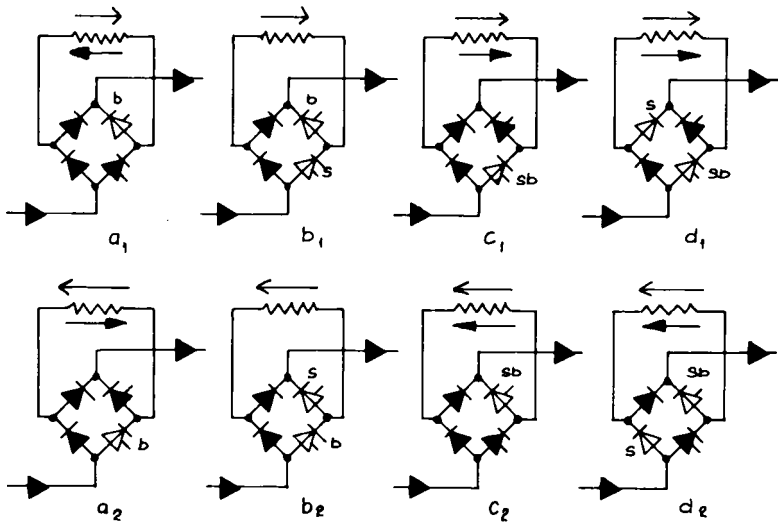 b b s
s sb sb
a₁ b₁ c₁ d₁
s sb sb
b b s
a₂ b₂ c₂ d₂